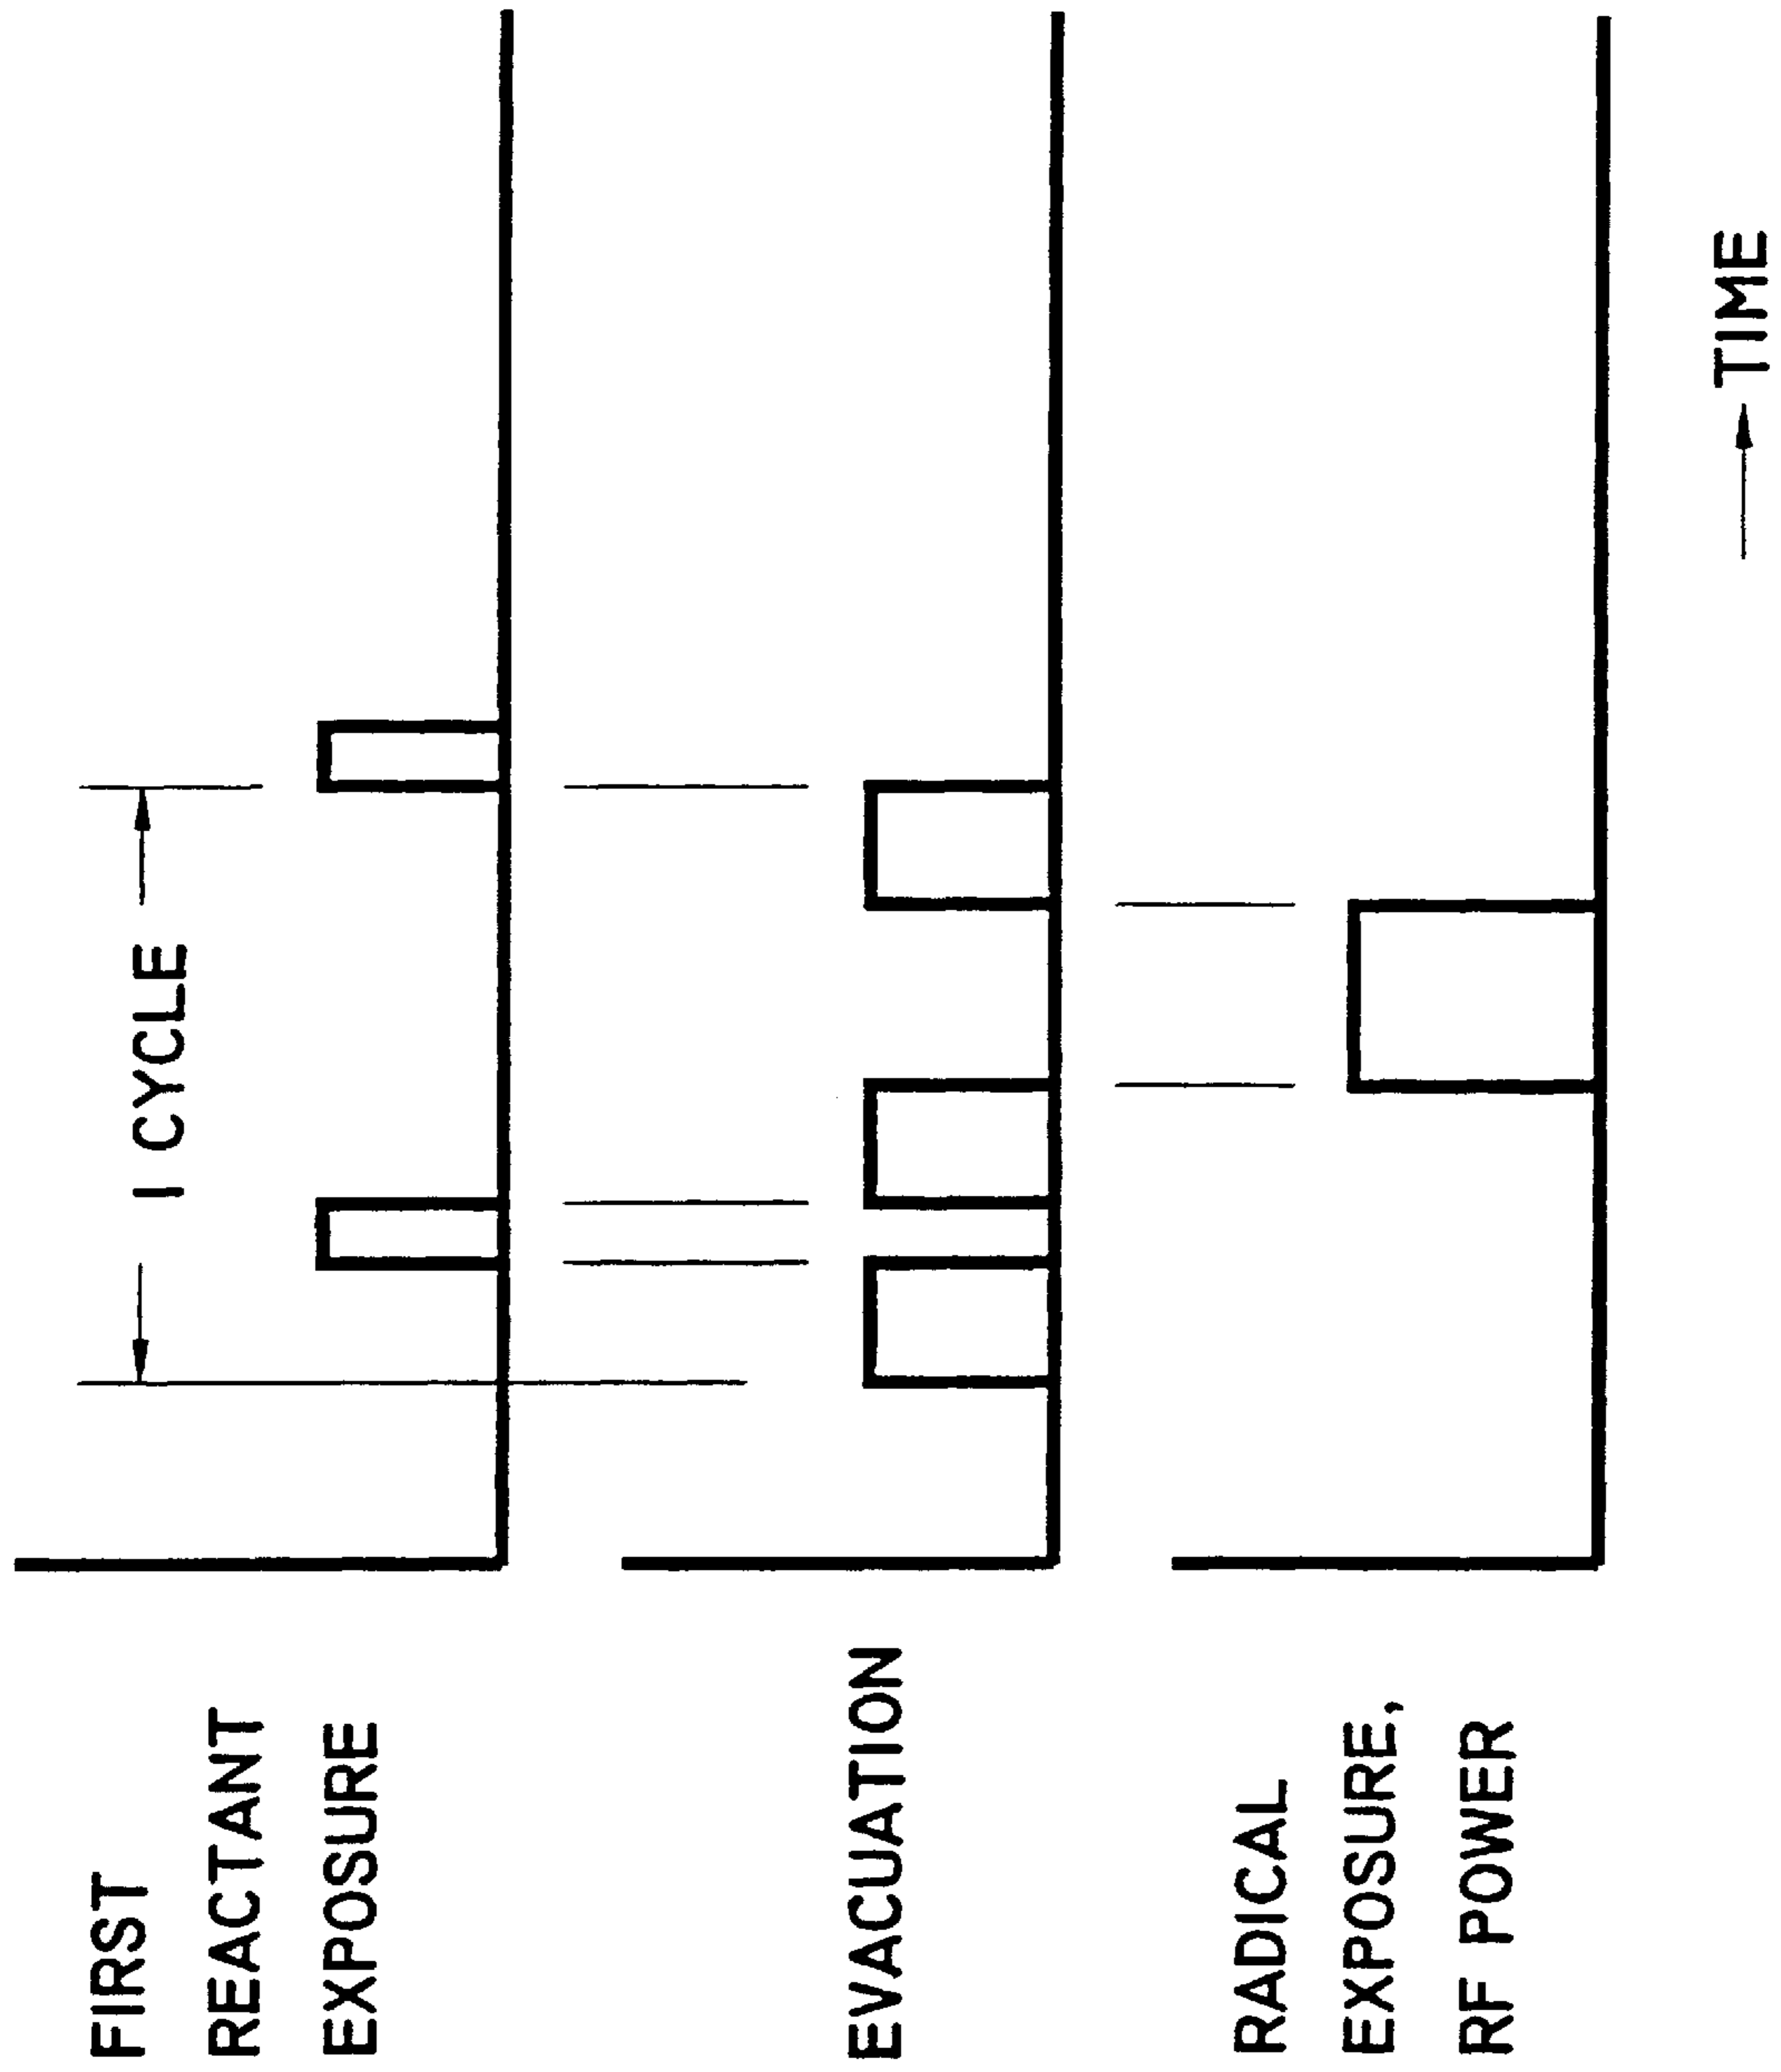 1 CYCLE
FIRST
REACTANT
EXPOSURE
EVACUATION
RADICAL
EXPOSURE,
RF POWER
TIME